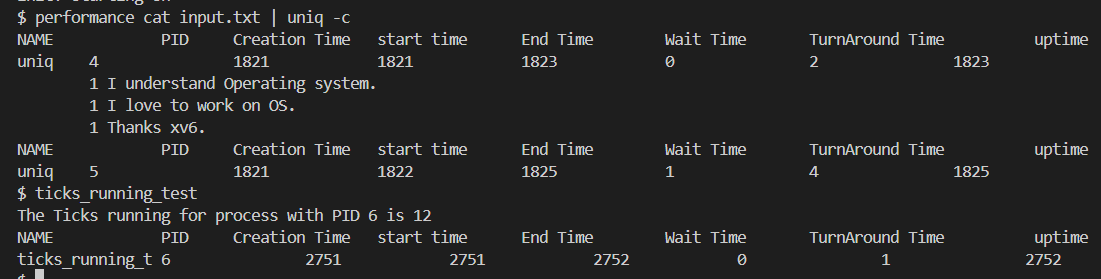 $ performance cat input.txt | uniq -c
NAME PID Creation Time start time End Time Wait Time TurnAround Time uptime
uniq 4 1821 1821 1823 0 2 1823
1 I understand Operating system.
1 I love to work on OS.
1 Thanks xv6.
NAME PID Creation Time start time End Time Wait Time TurnAround Time uptime
uniq 5 1821 1822 1825 1 4 1825
$ ticks_running_test
The Ticks running for process with PID 6 is 12
NAME PID Creation Time start time End Time Wait Time TurnAround Time uptime
ticks_running_t 6 2751 2751 2752 0 1 2752
$